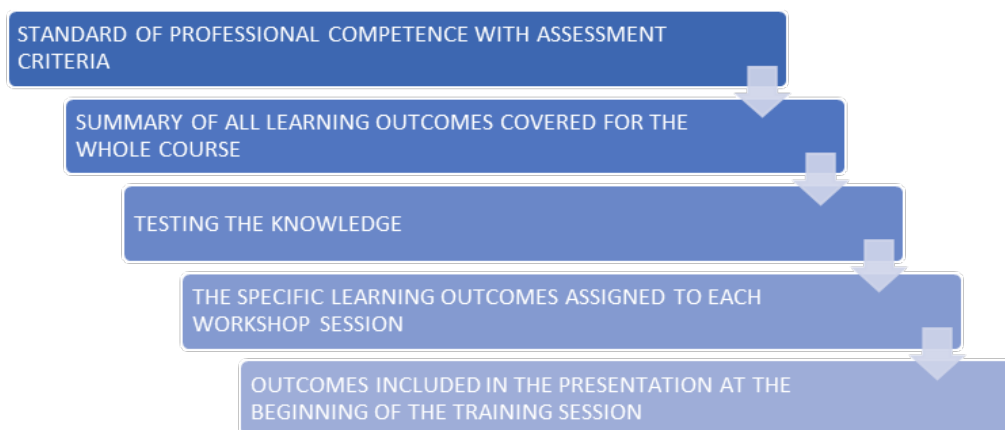 STANDARD OF PROFESSIONAL COMPETENCE WITH ASSESSMENT
CRITERIA
SUMMARY OF ALL LEARNING OUTCOMES COVERED FOR THE
WHOLE COURSE
TESTING THE KNOWLEDGE
THE SPECIFIC LEARNING OUTCOMES ASSIGNED TO EACH
WORKSHOP SESSION
OUTCOMES INCLUDED IN THE PRESENTATION AT THE
BEGINNING OF THE TRAINING SESSION